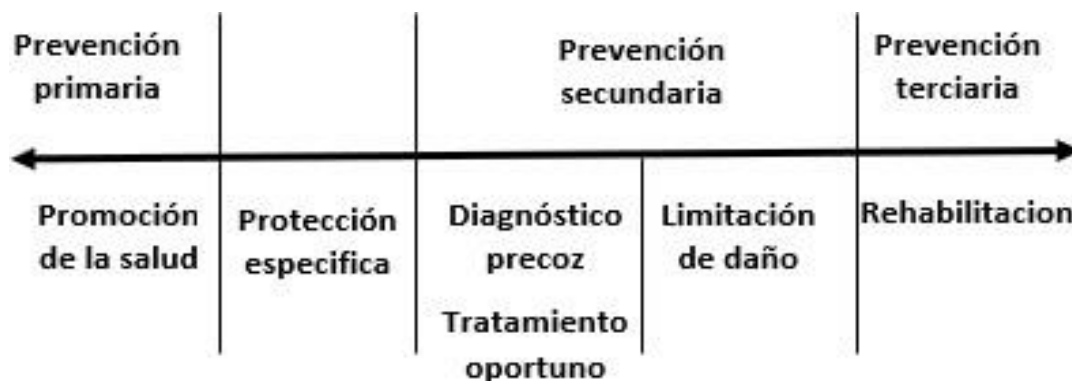 Prevención
primaria
Prevención
secundaria
Prevención
terciaria
Promoción
de la salud
Protección
especifica
Diagnóstico
precoz
Tratamiento
oportuno
Limitación
de daño
Rehabilitacion